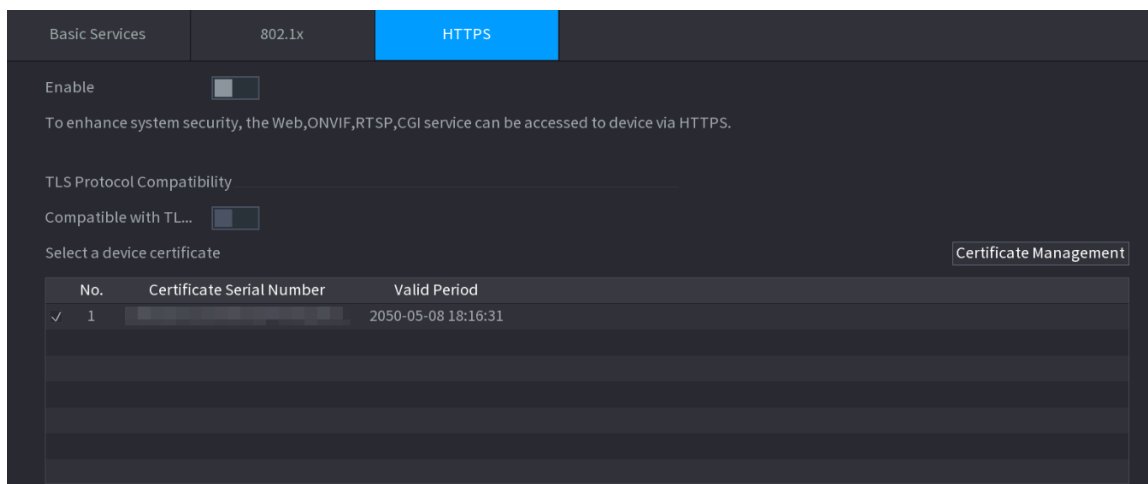 Basic Services 802.1x HTTPS
Enable
To enhance system security, the Web,ONVIF,RTSP,CGI service can be accessed to device via HTTPS.
TLS Protocol Compatibility
Compatible with TL...
Select a device certificate Certificate Management
No. Certificate Serial Number Valid Period
1 2050-05-08 18:16:31